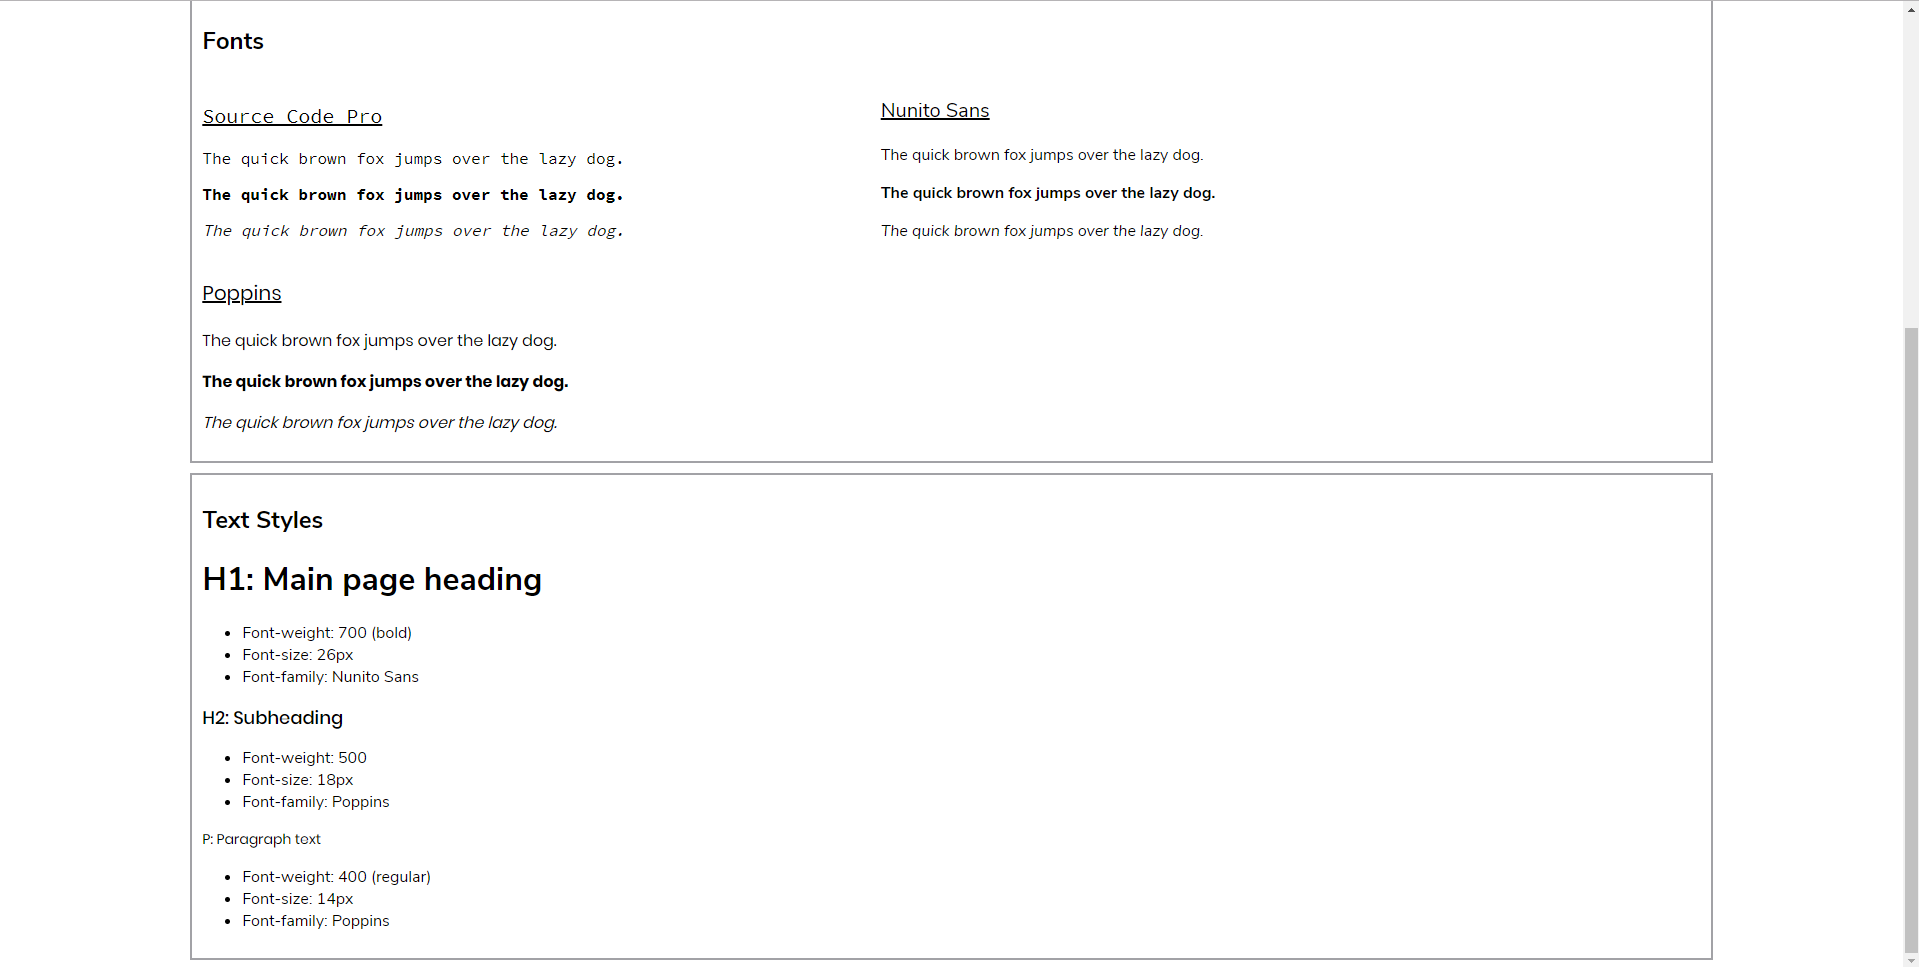 Fonts
Source Code Pro
The quick brown fox jumps over the lazy dog.
The quick brown fox jumps over the lazy dog.
The quick brown fox jumps over the lazy dog.
Nunito Sans
The quick brown fox jumps over the lazy dog.
The quick brown fox jumps over the lazy dog.
The quick brown fox jumps over the lazy dog.
Poppins
The quick brown fox jumps over the lazy dog.
The quick brown fox jumps over the lazy dog.
The quick brown fox jumps over the lazy dog.
Text Styles
H1: Main page heading
• Font-weight: 700 (bold)
• Font-size: 26px
• Font-family: Nunito Sans
H2: Subheading
• Font-weight: 500
• Font-size: 18px
• Font-family: Poppins
P: Paragraph text
• Font-weight: 400 (regular)
• Font-size: 14px
• Font-family: Poppins